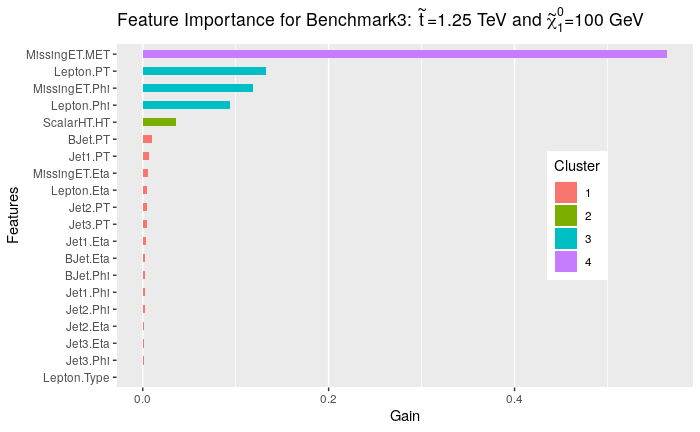 Feature Importance for Benchmark3: t̃=1.25 TeV and χ̃₁⁰=100 GeV
MissingET.MET
Lepton.PT
MissingET.Phi
Lepton.Phi
ScalarHT.HT
BJet.PT
Jet1.PT
MissingET.Eta
Lepton.Eta
Jet2.PT
Jet3.PT
Jet1.Eta
BJet.Eta
BJet.Phi
Jet1.Phi
Jet2.Phi
Jet2.Eta
Jet3.Eta
Jet3.Phi
Lepton.Type
Features
Cluster
1
2
3
4
0.0 0.2 0.4
Gain